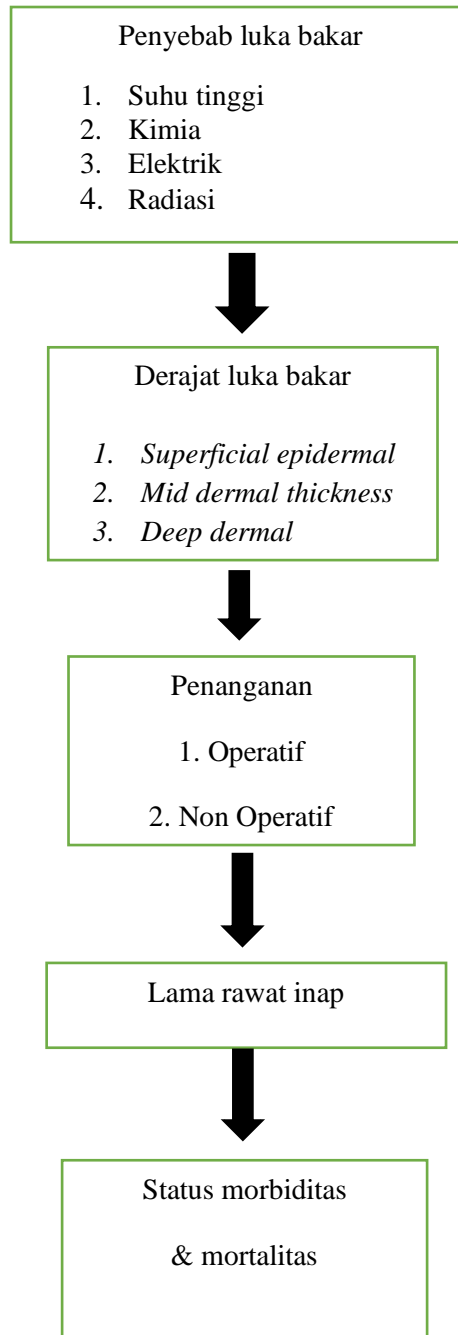 Penyebab luka bakar
1. Suhu tinggi
2. Kimia
3. Elektrik
4. Radiasi
Derajat luka bakar
1. Superficial epidermal
2. Mid dermal thickness
3. Deep dermal
Penanganan
1. Operatif
2. Non Operatif
Lama rawat inap
Status morbiditas
& mortalitas